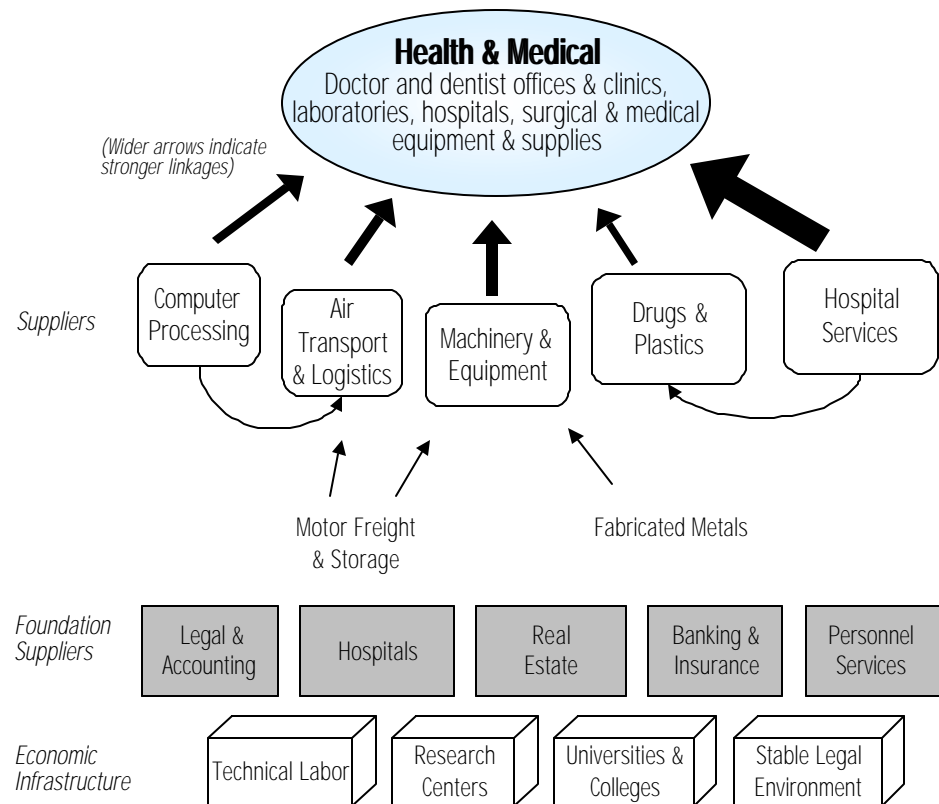 Health & Medical
Doctor and dentist offices & clinics,
laboratories, hospitals, surgical & medical
equipment & supplies
(Wider arrows indicate
stronger linkages)
Suppliers
Computer
Processing
Air
Transport
& Logistics
Machinery &
Equipment
Drugs &
Plastics
Hospital
Services
Motor Freight
& Storage
Fabricated Metals
Foundation
Suppliers
Legal &
Accounting
Hospitals
Real
Estate
Banking &
Insurance
Personnel
Services
Economic
Infrastructure
Technical Labor
Research
Centers
Universities &
Colleges
Stable Legal
Environment